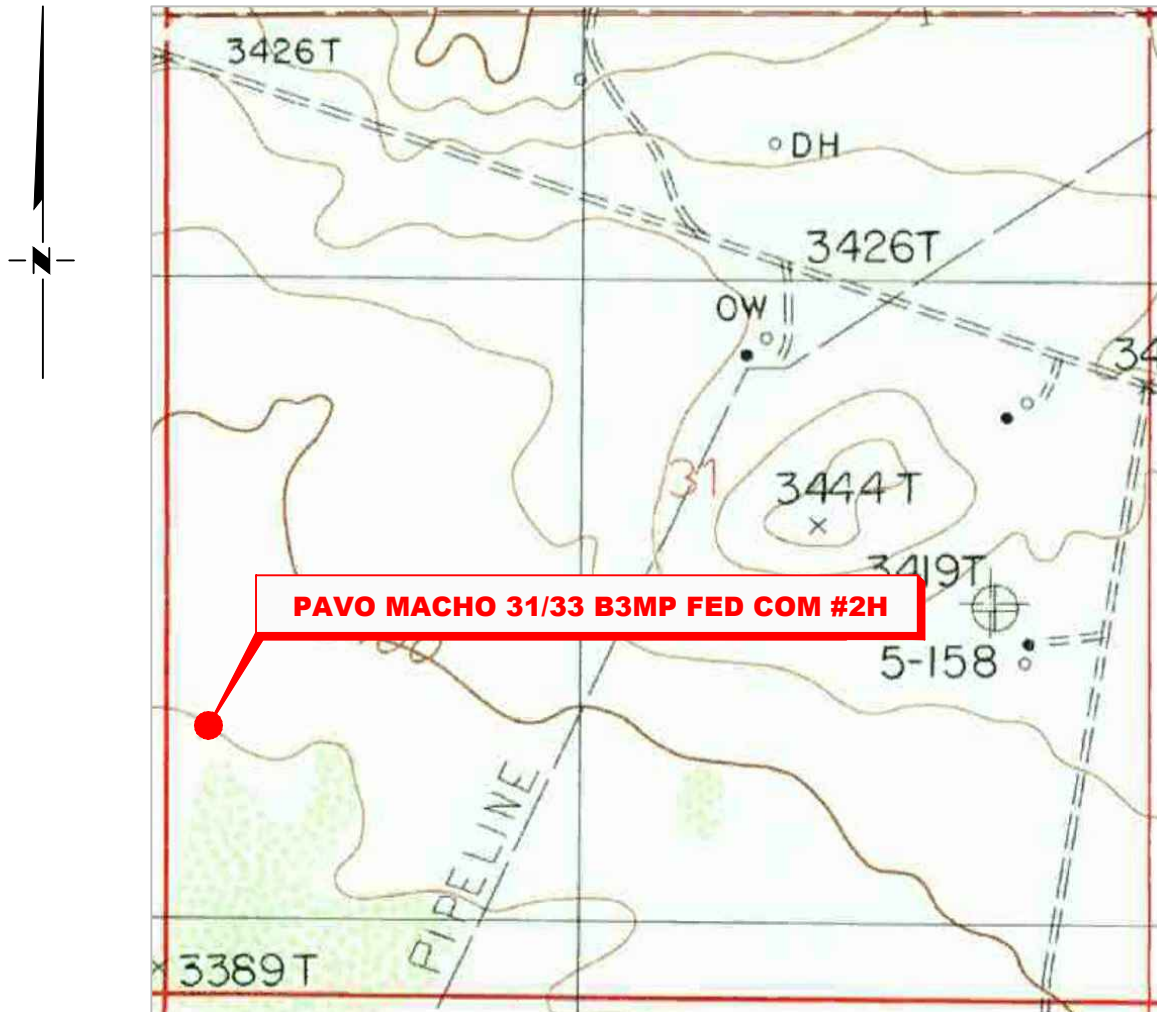 3426T
DH
3426T
N
OW
34
31
3444T
3419T
PAVO MACHO 31/33 B3MP FED COM #2H
5-158
PIPELINE
3389T